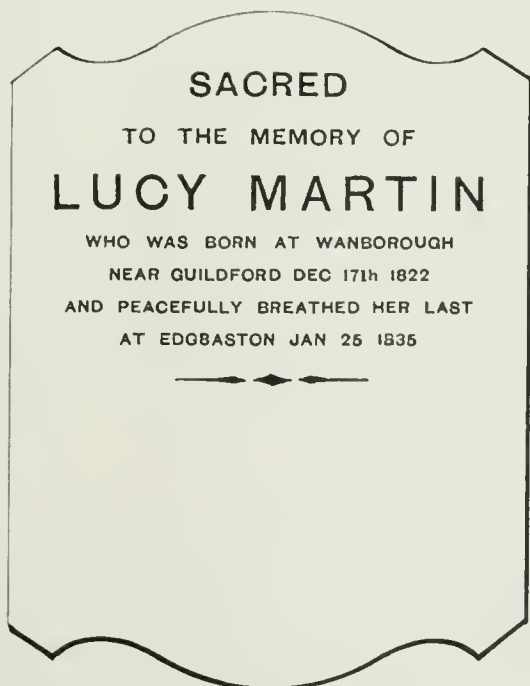 SACRED
TO THE MEMORY OF
LUCY MARTIN
WHO WAS BORN AT WANBOROUGH
NEAR GUILDFORD DEC 17th 1822
AND PEACEFULLY BREATHED HER LAST
AT EDGBASTON JAN 25 1835